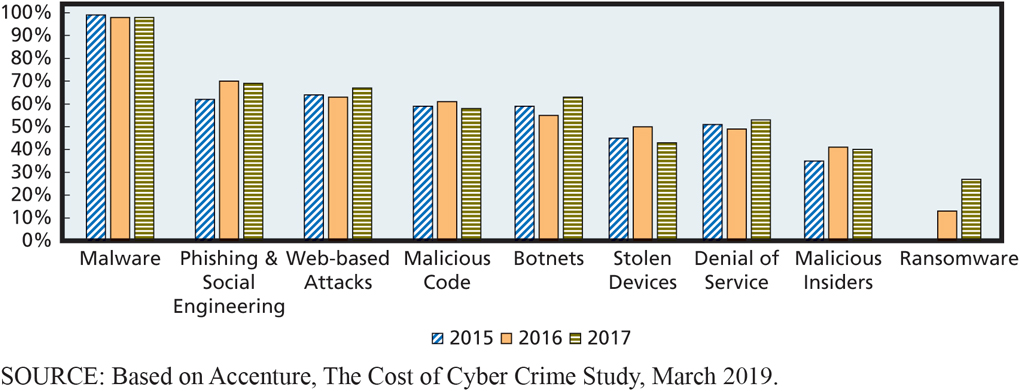 100%
90%
80%
70%
60%
50%
40%
30%
20%
10%
0%
Malware Phishing & Web-based Malicious Botnets Stolen Denial of Malicious Ransomware
Social Attacks Code Devices Service Insiders
Engineering
2015 2016 2017
SOURCE: Based on Accenture, The Cost of Cyber Crime Study, March 2019.